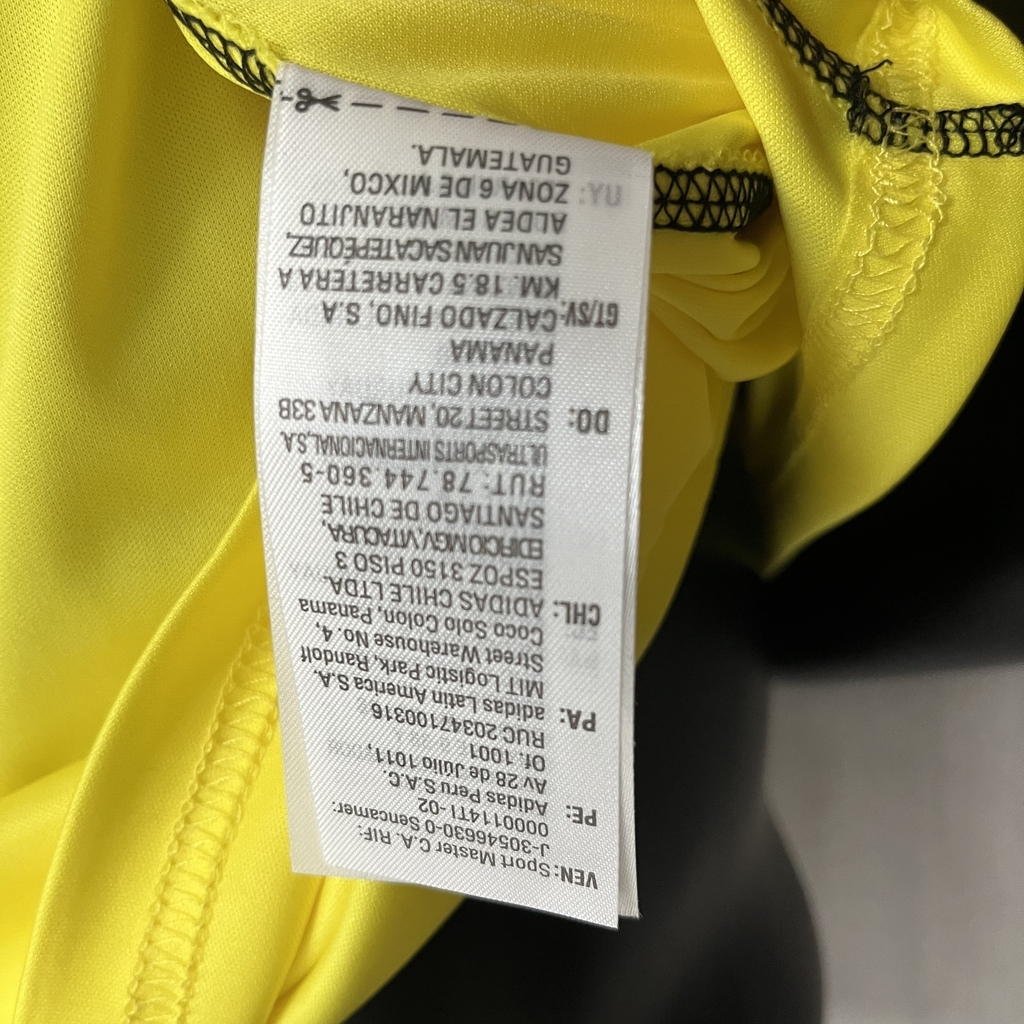 VEN: Sport Master C.A. RIF:
J-30546630-0 Sencamer:
0000114T1-02
PE: Adidas Peru S.A.C.
Av 28 de Júlio 1011,
Of. 1001
RUC 20347100316
PA: adidas Latin America S.A.
MIT Logistic Park, Randolf
Street Warehouse No. 4,
Coco Solo Colon, Panama
CHL: ADIDAS CHILE LTDA.
ESPOZ 3150 PISO 3
EDIFICIO MGV, VITACURA,
SANTIAGO DE CHILE
RUT: 78.744.360-5
ULTRASPORTS INTERNACIONAL,S.A.
DO: STREET 20, MANZANA 33B
COLON CITY
PANAMA
GT/SV: CALZADO FINO, S.A
KM. 18.5 CARRETERA A
SAN JUAN SACATEPÉQUEZ,
ALDEA EL NARANJITO
ZONA 6 DE MIXCO,
GUATEMALA.